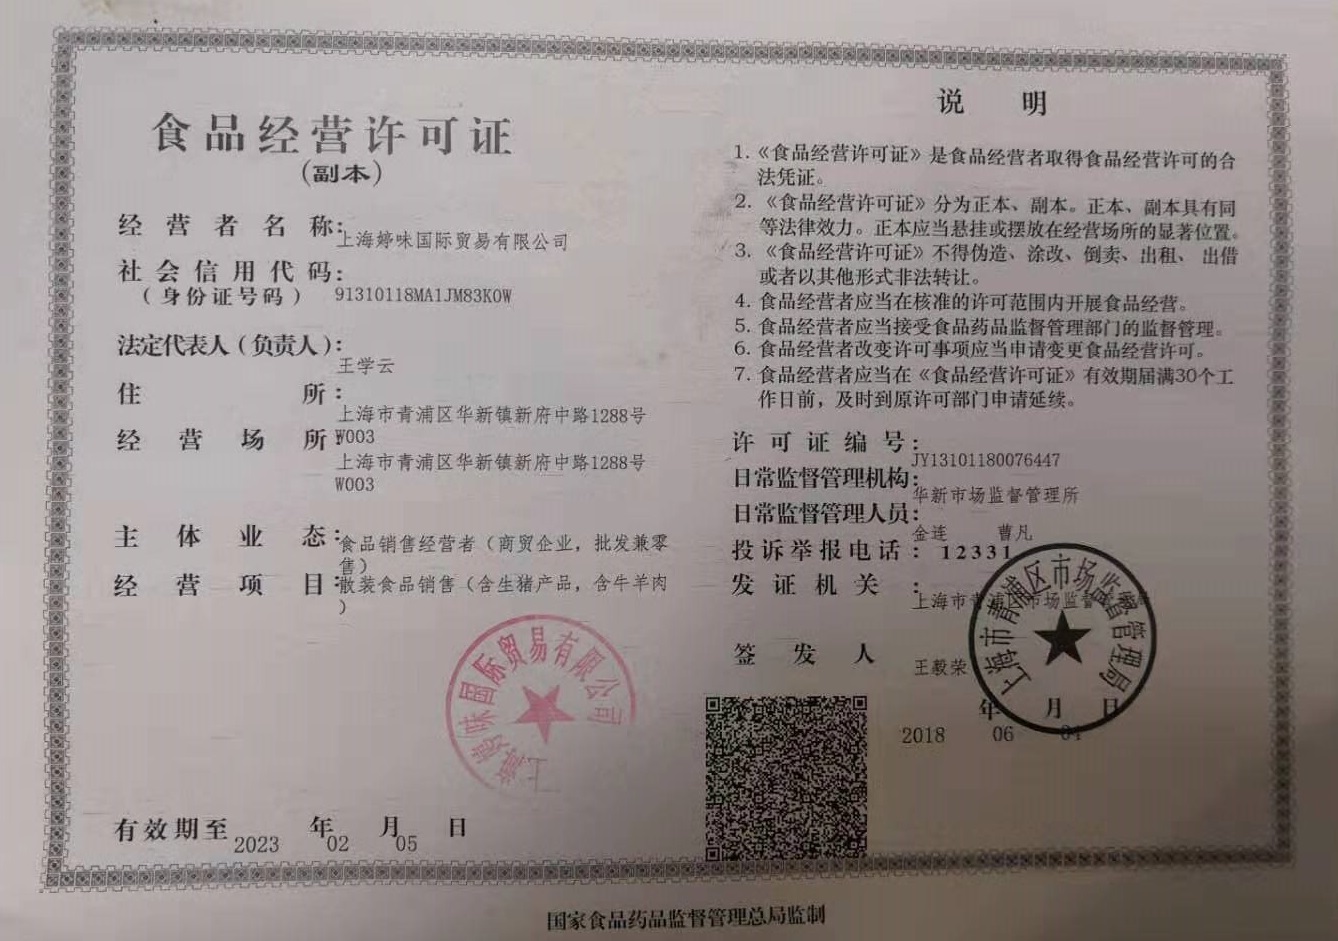 食品经营许可证
(副本)
经营者名称:
上海婷味国际贸易有限公司
社会信用代码:
(身份证号码)
91310118MA1JM83K0W
法定代表人(负责人):
王学云
住所:
上海市青浦区华新镇新府中路1288号
W003
经营场所:
上海市青浦区华新镇新府中路1288号
W003
主体业态:
食品销售经营者（商贸企业，批发兼零
售）
经营项目:
散装食品销售（含生猪产品，含牛羊肉
）
上海婷味国际贸易有限公司
有效期至 2023 年 02 月 05 日
说明
1.《食品经营许可证》是食品经营者取得食品经营许可的合
法凭证。
2.《食品经营许可证》分为正本、副本。正本、副本具有同
等法律效力。正本应当悬挂或摆放在经营场所的显著位置。
3.《食品经营许可证》不得伪造、涂改、倒卖、出租、出借
或者以其他形式非法转让。
4.食品经营者应当在核准的许可范围内开展食品经营。
5.食品经营者应当接受食品药品监督管理部门的监督管理。
6.食品经营者改变许可事项应当申请变更食品经营许可。
7.食品经营者应当在《食品经营许可证》有效期届满30个工
作日前，及时到原许可部门申请延续。
许可证编号:
JY13101180076447
日常监督管理机构:
华新市场监督管理所
日常监督管理人员:
金连 曹凡
投诉举报电话:12331
发证机关:
上海市青浦区市场监督管理局
签发人
王毅荣
上海市青浦区市场监督管理局
年月日
2018 06 04
国家食品药品监督管理总局监制